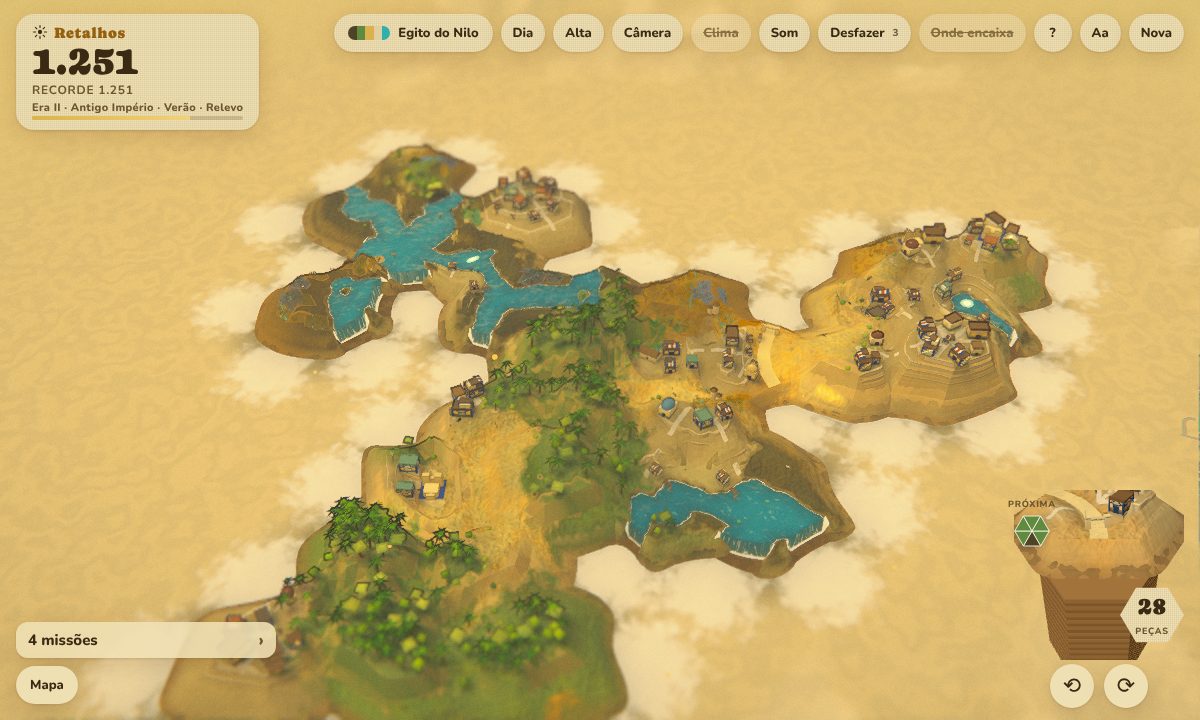 Retalhos
1.251
RECORDE 1.251
Era II · Antigo Império · Verão · Relevo
Egito do Nilo
Dia
Alta
Câmera
Clima
Som
Desfazer 3
Onde encaixa
?
Aa
Nova
PRÓXIMA
28
PEÇAS
4 missões ›
Mapa